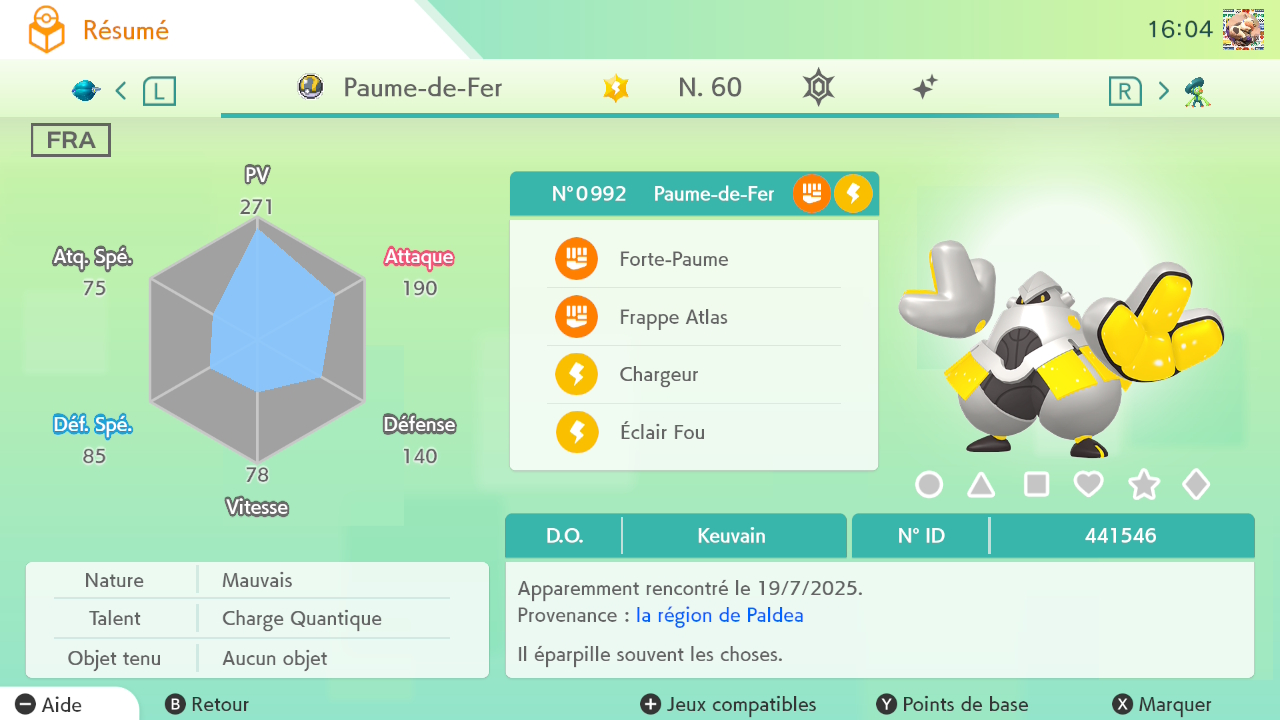 Résumé
16:04
L
Paume-de-Fer
N. 60
R
FRA
PV
271
Atq. Spé.
75
Attaque
190
Déf. Spé.
85
Défense
140
78
Vitesse
N° 0992 Paume-de-Fer
Forte-Paume
Frappe Atlas
Chargeur
Éclair Fou
D.O. Keuvain
N° ID 441546
Nature Mauvais
Talent Charge Quantique
Objet tenu Aucun objet
Apparemment rencontré le 19/7/2025.
Provenance : la région de Paldea
Il éparpille souvent les choses.
Aide
B Retour
Jeux compatibles
Y Points de base
X Marquer